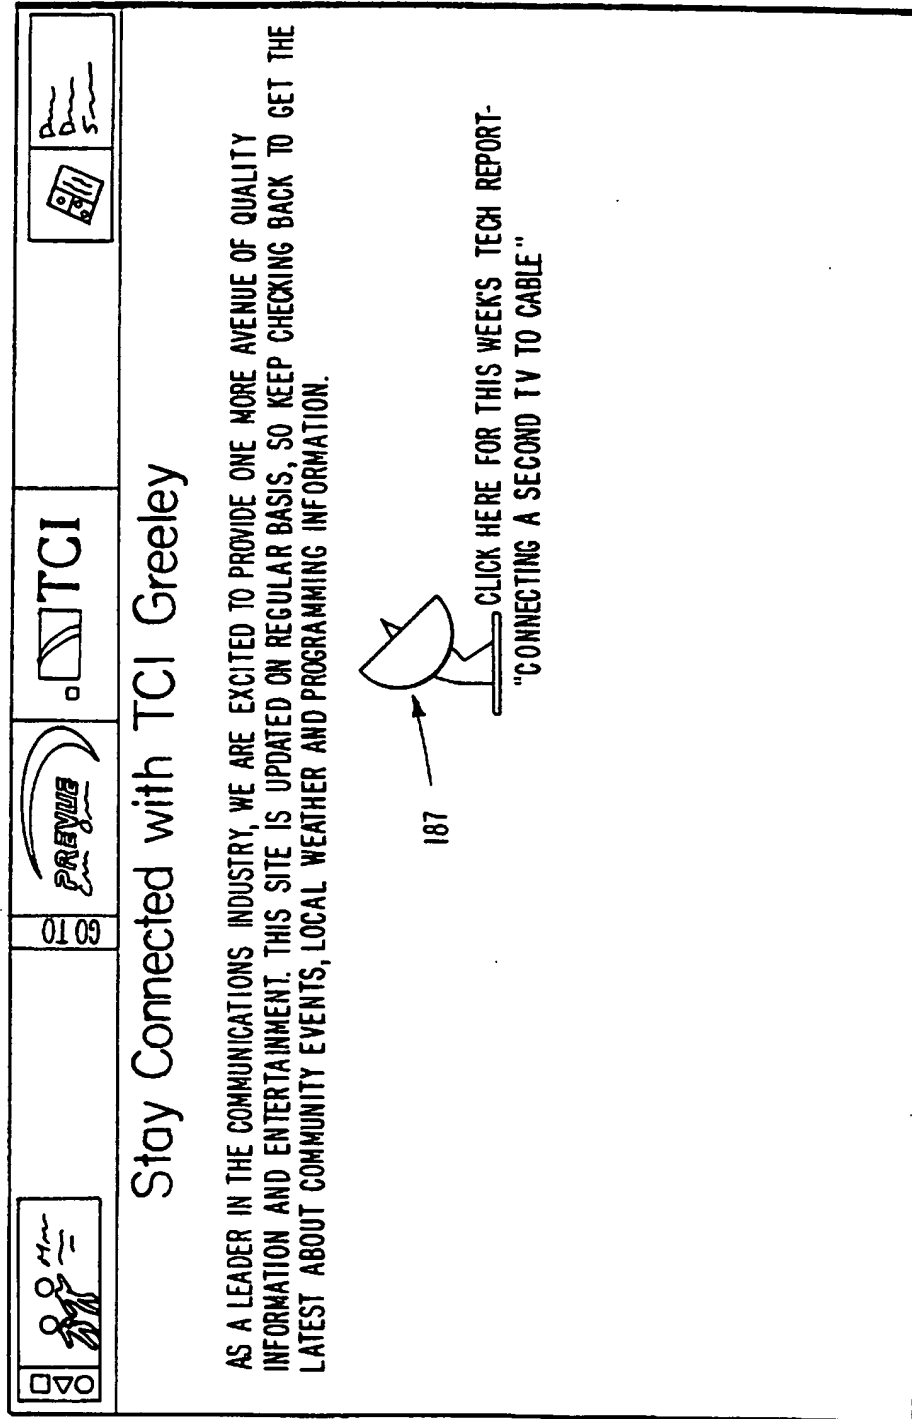 GO TO
PREVUE
TCI
Stay Connected with TCI Greeley
AS A LEADER IN THE COMMUNICATIONS INDUSTRY, WE ARE EXCITED TO PROVIDE ONE MORE AVENUE OF QUALITY
INFORMATION AND ENTERTAINMENT. THIS SITE IS UPDATED ON REGULAR BASIS, SO KEEP CHECKING BACK TO GET THE
LATEST ABOUT COMMUNITY EVENTS, LOCAL WEATHER AND PROGRAMMING INFORMATION.
187
CLICK HERE FOR THIS WEEKS TECH REPORT-
"CONNECTING A SECOND TV TO CABLE"